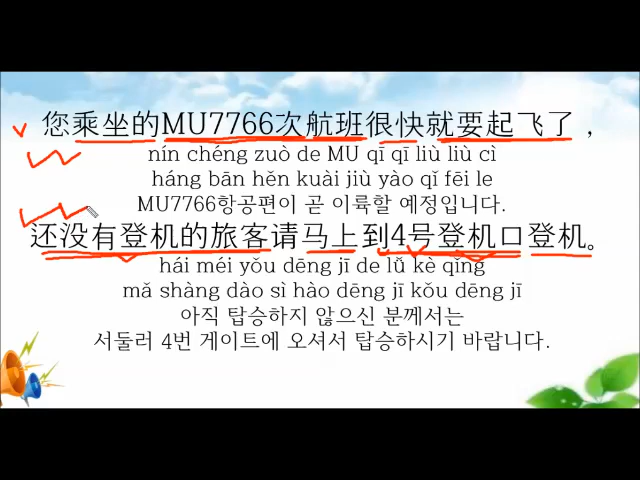 您乘坐的MU7766次航班很快就要起飞了，
nín chéng zuò de MU qī qī liù liù cì
háng bān hěn kuài jiù yào qǐ fēi le
MU7766항공편이 곧 이륙할 예정입니다.
还没有登机的旅客请马上到4号登机口登机。
hái méi yǒu dēng jī de lǚ kè qǐng
mǎ shàng dào sì hào dēng jī kǒu dēng jī
아직 탑승하지 않으신 분께서는
서둘러 4번 게이트에 오셔서 탑승하시기 바랍니다.